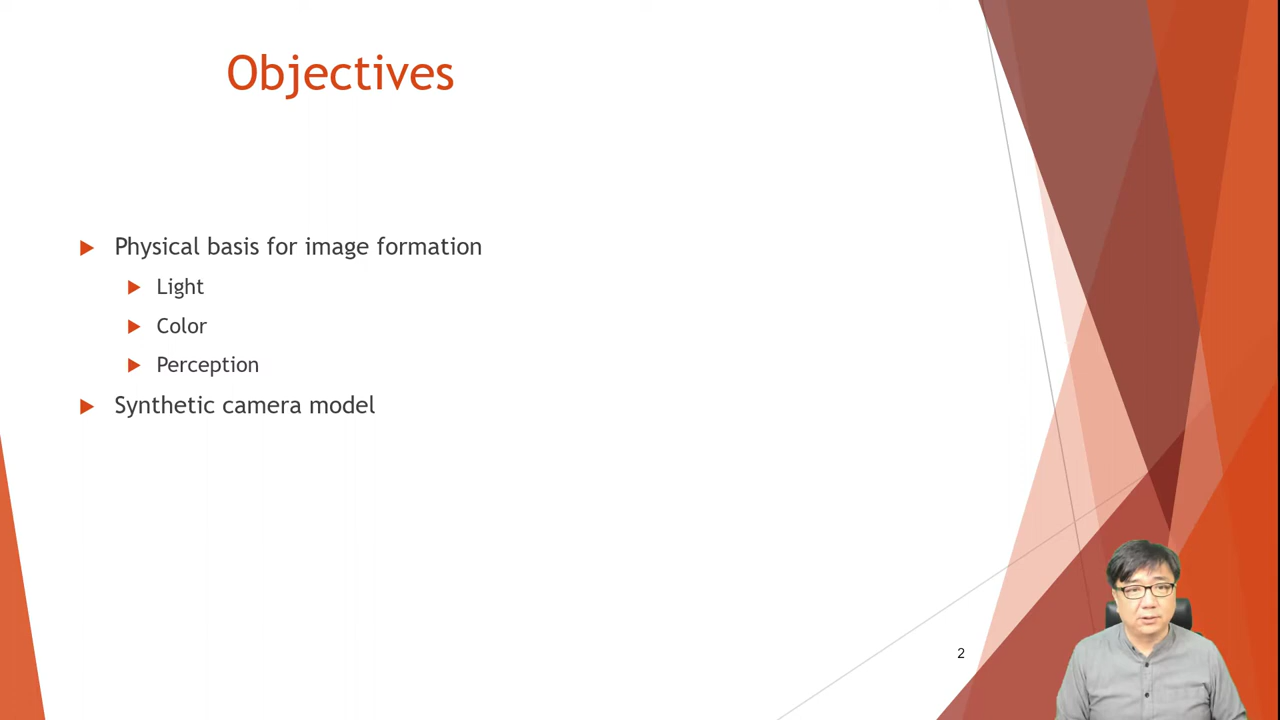 Objectives
Physical basis for image formation
Light
Color
Perception
Synthetic camera model
2